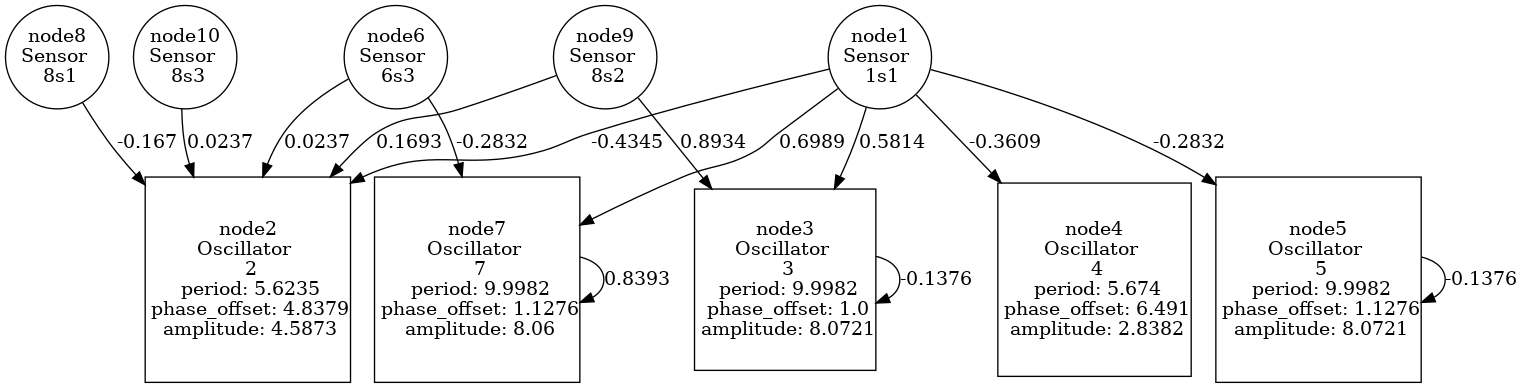 node8
Sensor
8s1
node10
Sensor
8s3
node6
Sensor
6s3
node9
Sensor
8s2
node1
Sensor
1s1
-0.167
0.0237
0.0237
0.1693
-0.2832
-0.4345
0.8934
0.6989
0.5814
-0.3609
-0.2832
node2
Oscillator
2
period: 5.6235
phase_offset: 4.8379
amplitude: 4.5873
node7
Oscillator
7
period: 9.9982
phase_offset: 1.1276
amplitude: 8.06
0.8393
node3
Oscillator
3
period: 9.9982
phase_offset: 1.0
amplitude: 8.0721
-0.1376
node4
Oscillator
4
period: 5.674
phase_offset: 6.491
amplitude: 2.8382
node5
Oscillator
5
period: 9.9982
phase_offset: 1.1276
amplitude: 8.0721
-0.1376